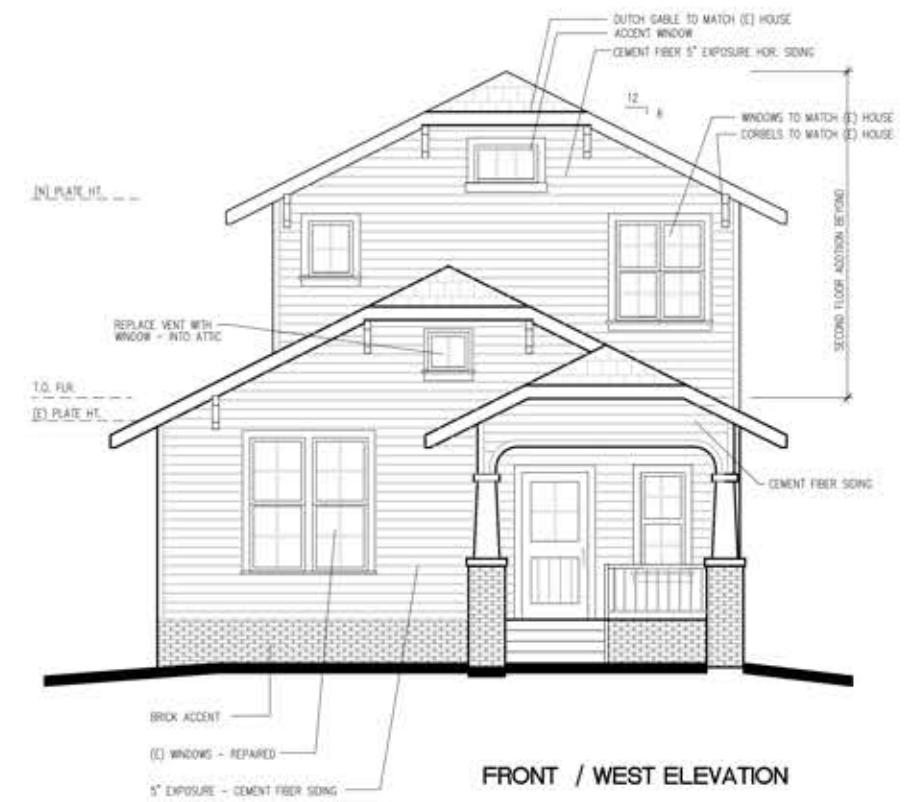 DUTCH GABLE TO MATCH (E) HOUSE
ACCENT WINDOW
CEMENT FIBER 5" EXPOSURE HOR. SIDING
12
6
WINDOWS TO MATCH (E) HOUSE
CORBELS TO MATCH (E) HOUSE
(N) PLATE HT.
SECOND FLOOR ADDITION BEYOND
REPLACE VENT WITH
WINDOW - INTO ATTIC
T.O. FLR.
(E) PLATE HT.
CEMENT FIBER SIDING
BRICK ACCENT
(E) WINDOWS - REPAIRED
5" EXPOSURE - CEMENT FIBER SIDING
FRONT / WEST ELEVATION